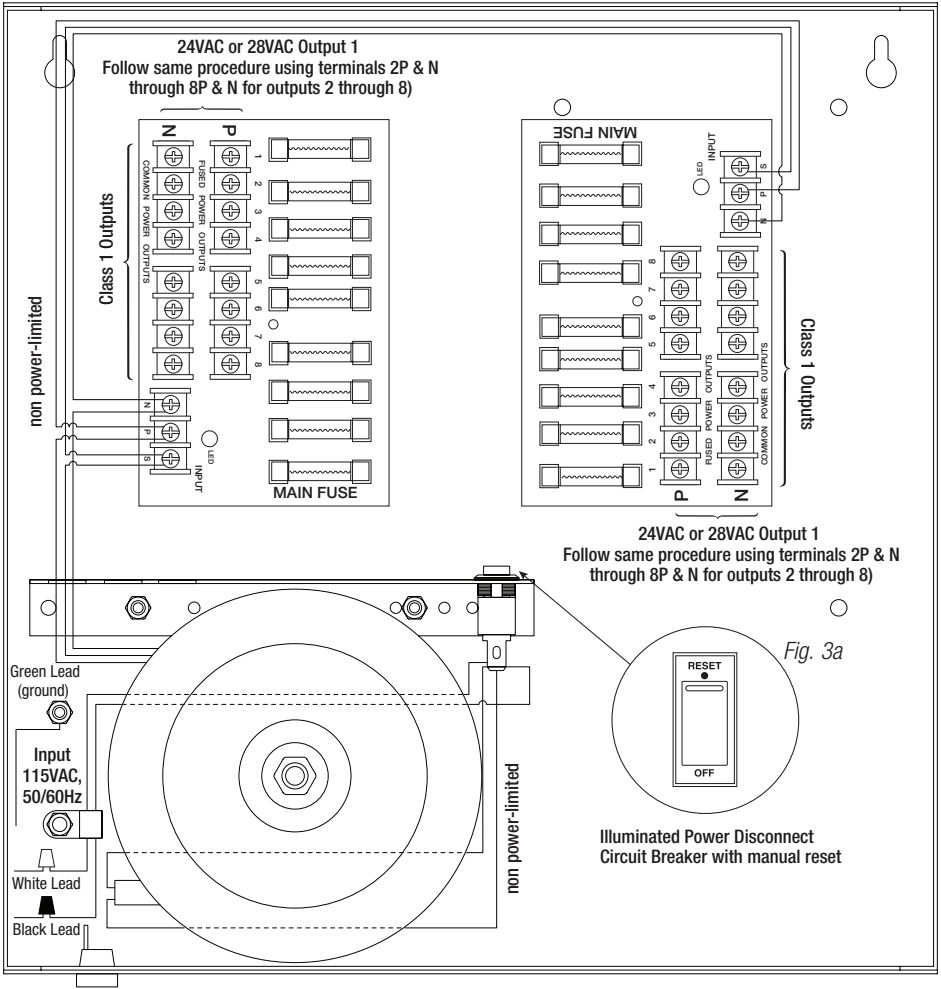 24VAC or 28VAC Output 1
Follow same procedure using terminals 2P & N
through 8P & N for outputs 2 through 8)
N
P
Class 1 Outputs
COMMON POWER OUTPUTS
FUSED POWER OUTPUTS
1
2
3
4
5
6
7
8
non power-limited
N
P
S
LED
INPUT
MAIN FUSE
MAIN FUSE
INPUT
LED
S
P
N
8
7
6
5
4
3
2
1
FUSED POWER OUTPUTS
COMMON POWER OUTPUTS
Class 1 Outputs
P
N
24VAC or 28VAC Output 1
Follow same procedure using terminals 2P & N
through 8P & N for outputs 2 through 8)
Green Lead
(ground)
Input
115VAC,
50/60Hz
White Lead
Black Lead
non power-limited
Fig. 3a
RESET
OFF
Illuminated Power Disconnect
Circuit Breaker with manual reset